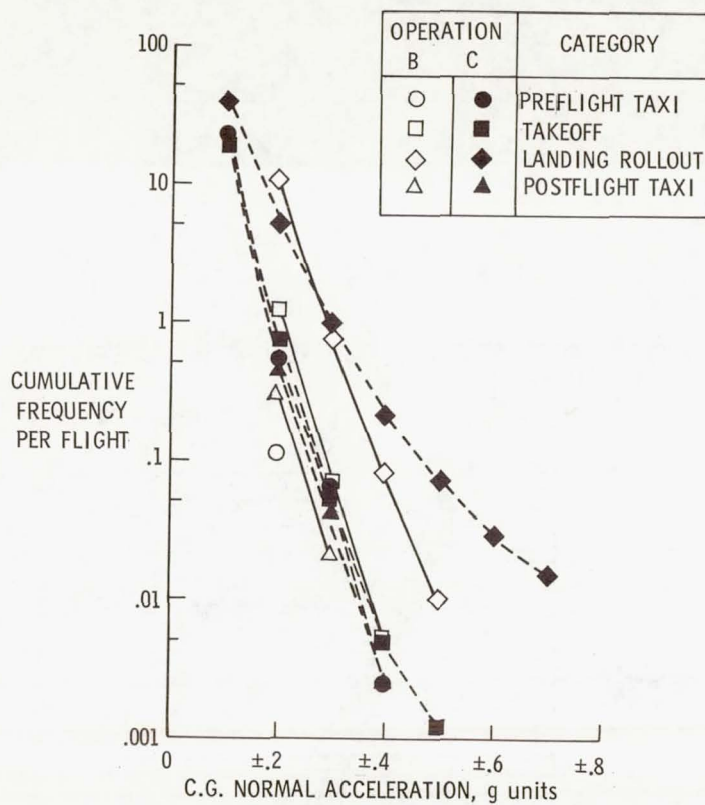 OPERATION CATEGORY
B C
PREFLIGHT TAXI
TAKEOFF
LANDING ROLLOUT
POSTFLIGHT TAXI
100
10
1
.1
.01
.001
CUMULATIVE
FREQUENCY
PER FLIGHT
0 ±.2 ±.4 ±.6 ±.8
C.G. NORMAL ACCELERATION, g units